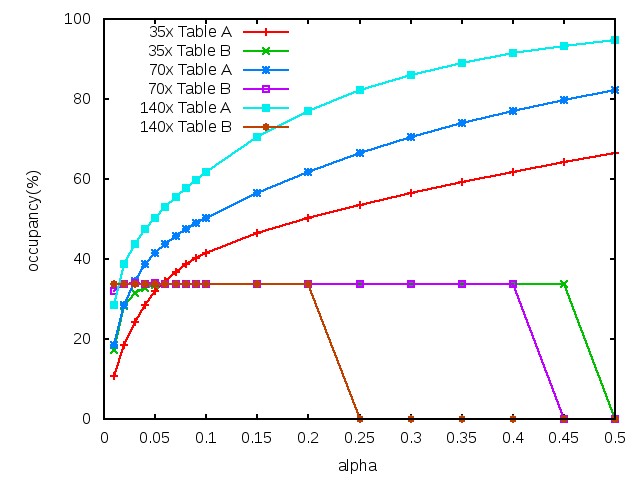 100
80
60
40
20
0
occupancy(%)
35x Table A
35x Table B
70x Table A
70x Table B
140x Table A
140x Table B
0 0.05 0.1 0.15 0.2 0.25 0.3 0.35 0.4 0.45 0.5
alpha